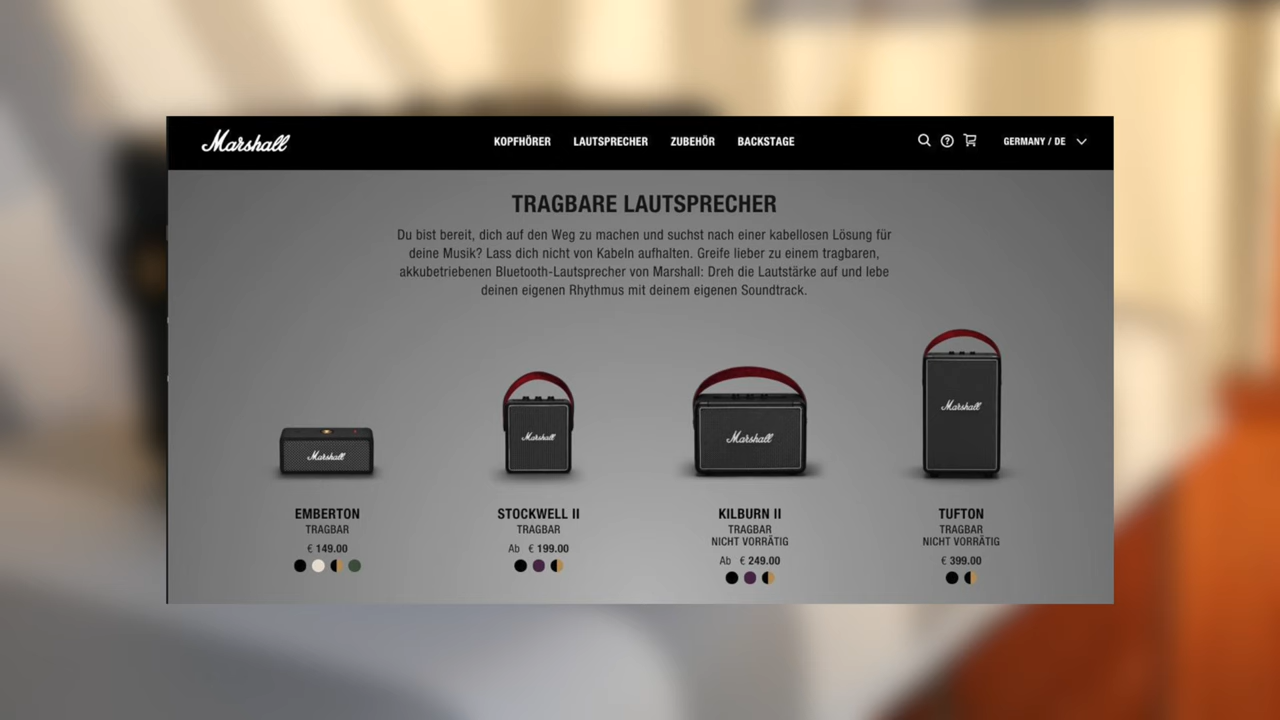 Marshall
KOPFHÖRER LAUTSPRECHER ZUBEHÖR BACKSTAGE
GERMANY / DE
TRAGBARE LAUTSPRECHER
Du bist bereit, dich auf den Weg zu machen und suchst nach einer kabellosen Lösung für
deine Musik? Lass dich nicht von Kabeln aufhalten. Greife lieber zu einem tragbaren,
akkubetriebenen Bluetooth-Lautsprecher von Marshall: Dreh die Lautstärke auf und lebe
deinen eigenen Rhythmus mit deinem eigenen Soundtrack.
Marshall
Marshall
Marshall
Marshall
EMBERTON
TRAGBAR
€ 149.00
STOCKWELL II
TRAGBAR
Ab € 199.00
KILBURN II
TRAGBAR
NICHT VORRÄTIG
Ab € 249.00
TUFTON
TRAGBAR
NICHT VORRÄTIG
€ 399.00